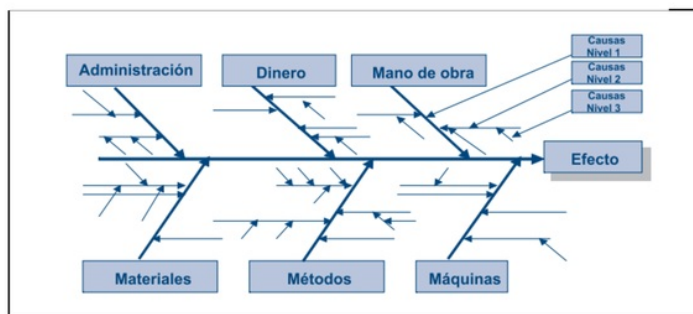 Causas
Nivel 1
Administración
Dinero
Mano de obra
Causas
Nivel 2
Causas
Nivel 3
Efecto
Materiales
Métodos
Máquinas